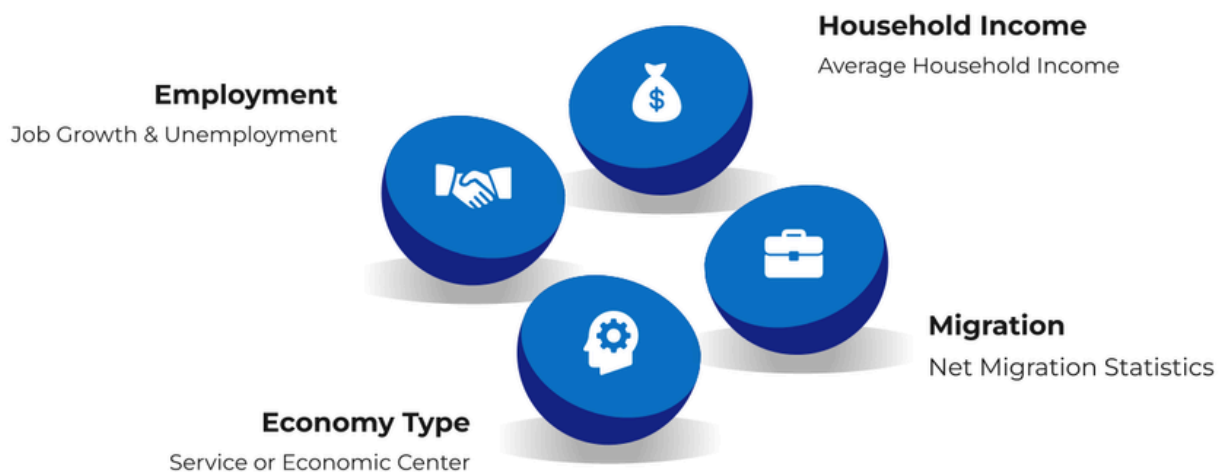 Household Income
Average Household Income
Employment
Job Growth & Unemployment
$
Migration
Net Migration Statistics
Economy Type
Service or Economic Center